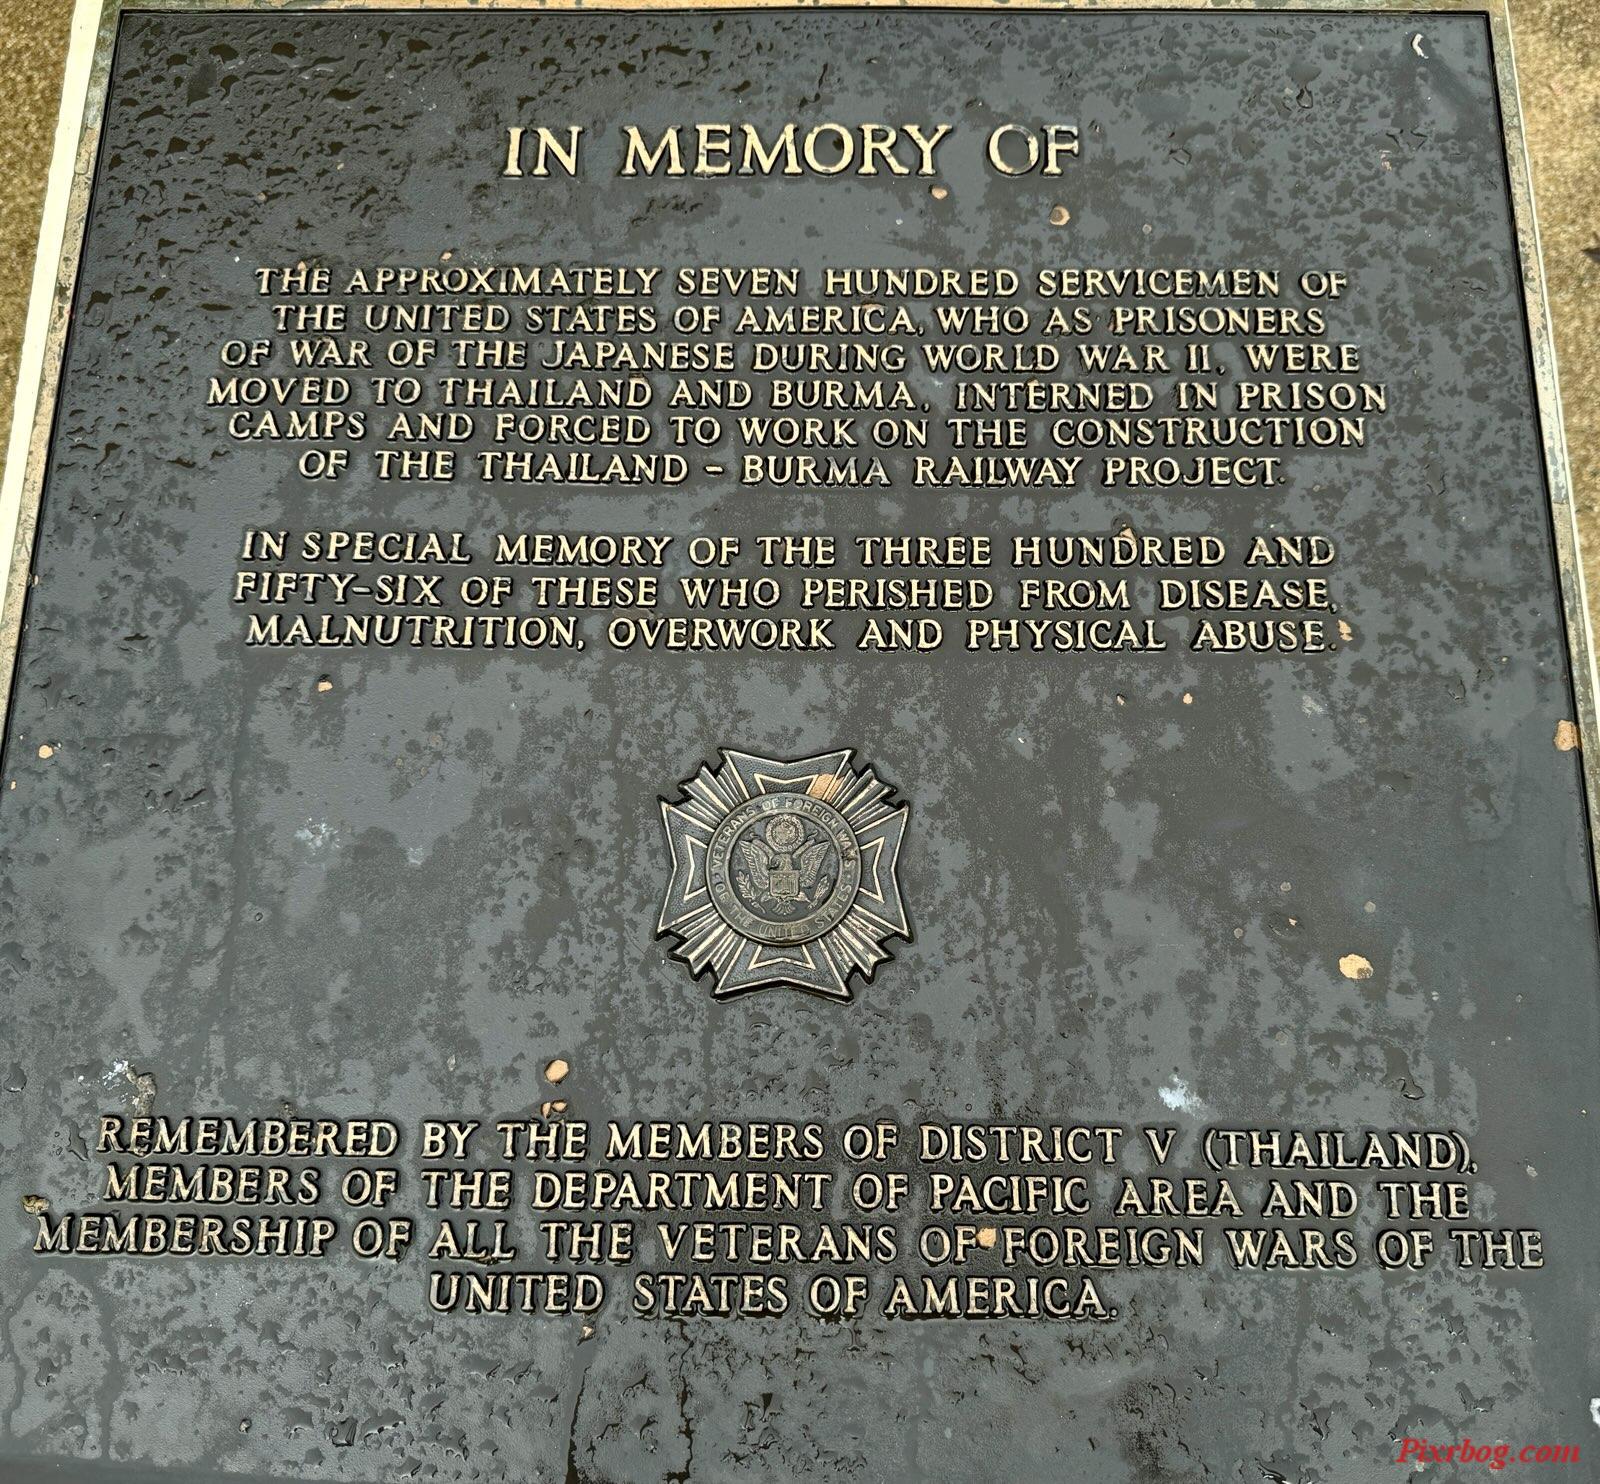 IN MEMORY OF
THE APPROXIMATELY SEVEN HUNDRED SERVICEMEN OF
THE UNITED STATES OF AMERICA, WHO AS PRISONERS
OF WAR OF THE JAPANESE DURING WORLD WAR II, WERE
MOVED TO THAILAND AND BURMA, INTERNED IN PRISON
CAMPS AND FORCED TO WORK ON THE CONSTRUCTION
OF THE THAILAND - BURMA RAILWAY PROJECT.
IN SPECIAL MEMORY OF THE THREE HUNDRED AND
FIFTY-SIX OF THESE WHO PERISHED FROM DISEASE,
MALNUTRITION, OVERWORK AND PHYSICAL ABUSE.
VETERANS OF FOREIGN WARS
OF THE UNITED STATES
REMEMBERED BY THE MEMBERS OF DISTRICT V (THAILAND),
MEMBERS OF THE DEPARTMENT OF PACIFIC AREA AND THE
MEMBERSHIP OF ALL THE VETERANS OF FOREIGN WARS OF THE
UNITED STATES OF AMERICA.
Pixrbog.com